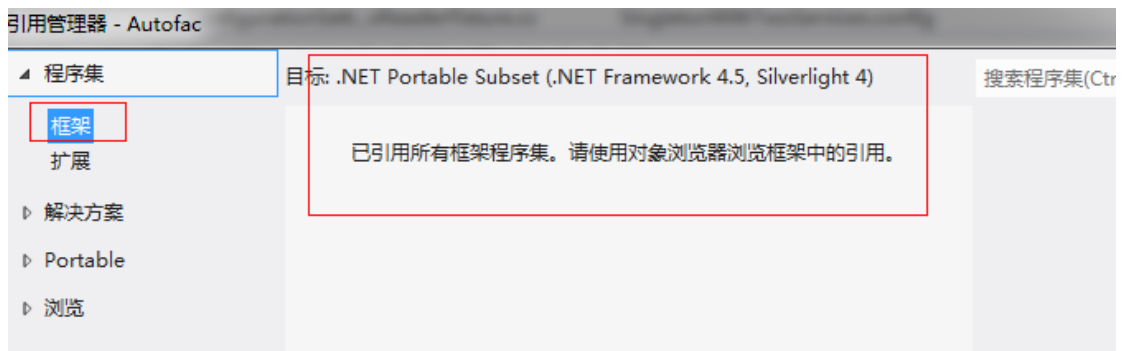 引用管理器 - Autofac
程序集
目标: .NET Portable Subset (.NET Framework 4.5, Silverlight 4)
搜索程序集(Ctr
框架
已引用所有框架程序集。请使用对象浏览器浏览框架中的引用。
扩展
解决方案
Portable
浏览